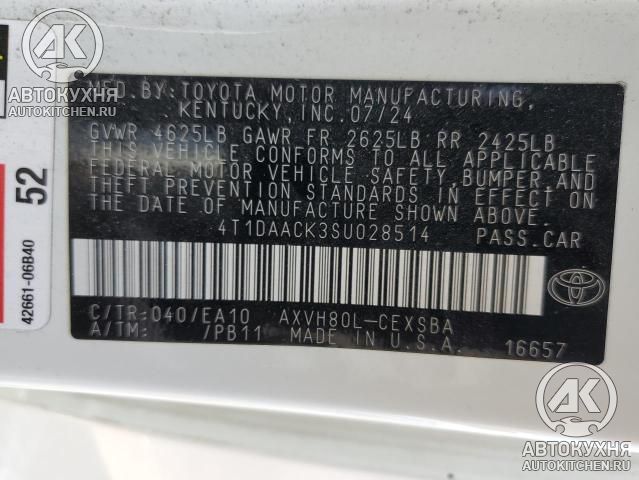 MFD. BY: TOYOTA MOTOR MANUFACTURING,
KENTUCKY, INC. 07/24
GVWR 4625LB GAWR FR 2625LB RR 2425LB
THIS VEHICLE CONFORMS TO ALL APPLICABLE
FEDERAL MOTOR VEHICLE SAFETY, BUMPER, AND
THEFT PREVENTION STANDARDS IN EFFECT ON
THE DATE OF MANUFACTURE SHOWN ABOVE.
4T1DAACK3SU028514 PASS.CAR
C/TR:040/EA10 AXVH80L-CEXSBA
A/TM: /PB11 MADE IN U.S.A. 16657
TOYOTA
52
42661-06B40
АК
АВТОКУХНЯ
AUTOKITCHEN.RU
АК
АВТОКУХНЯ
AUTOKITCHEN.RU